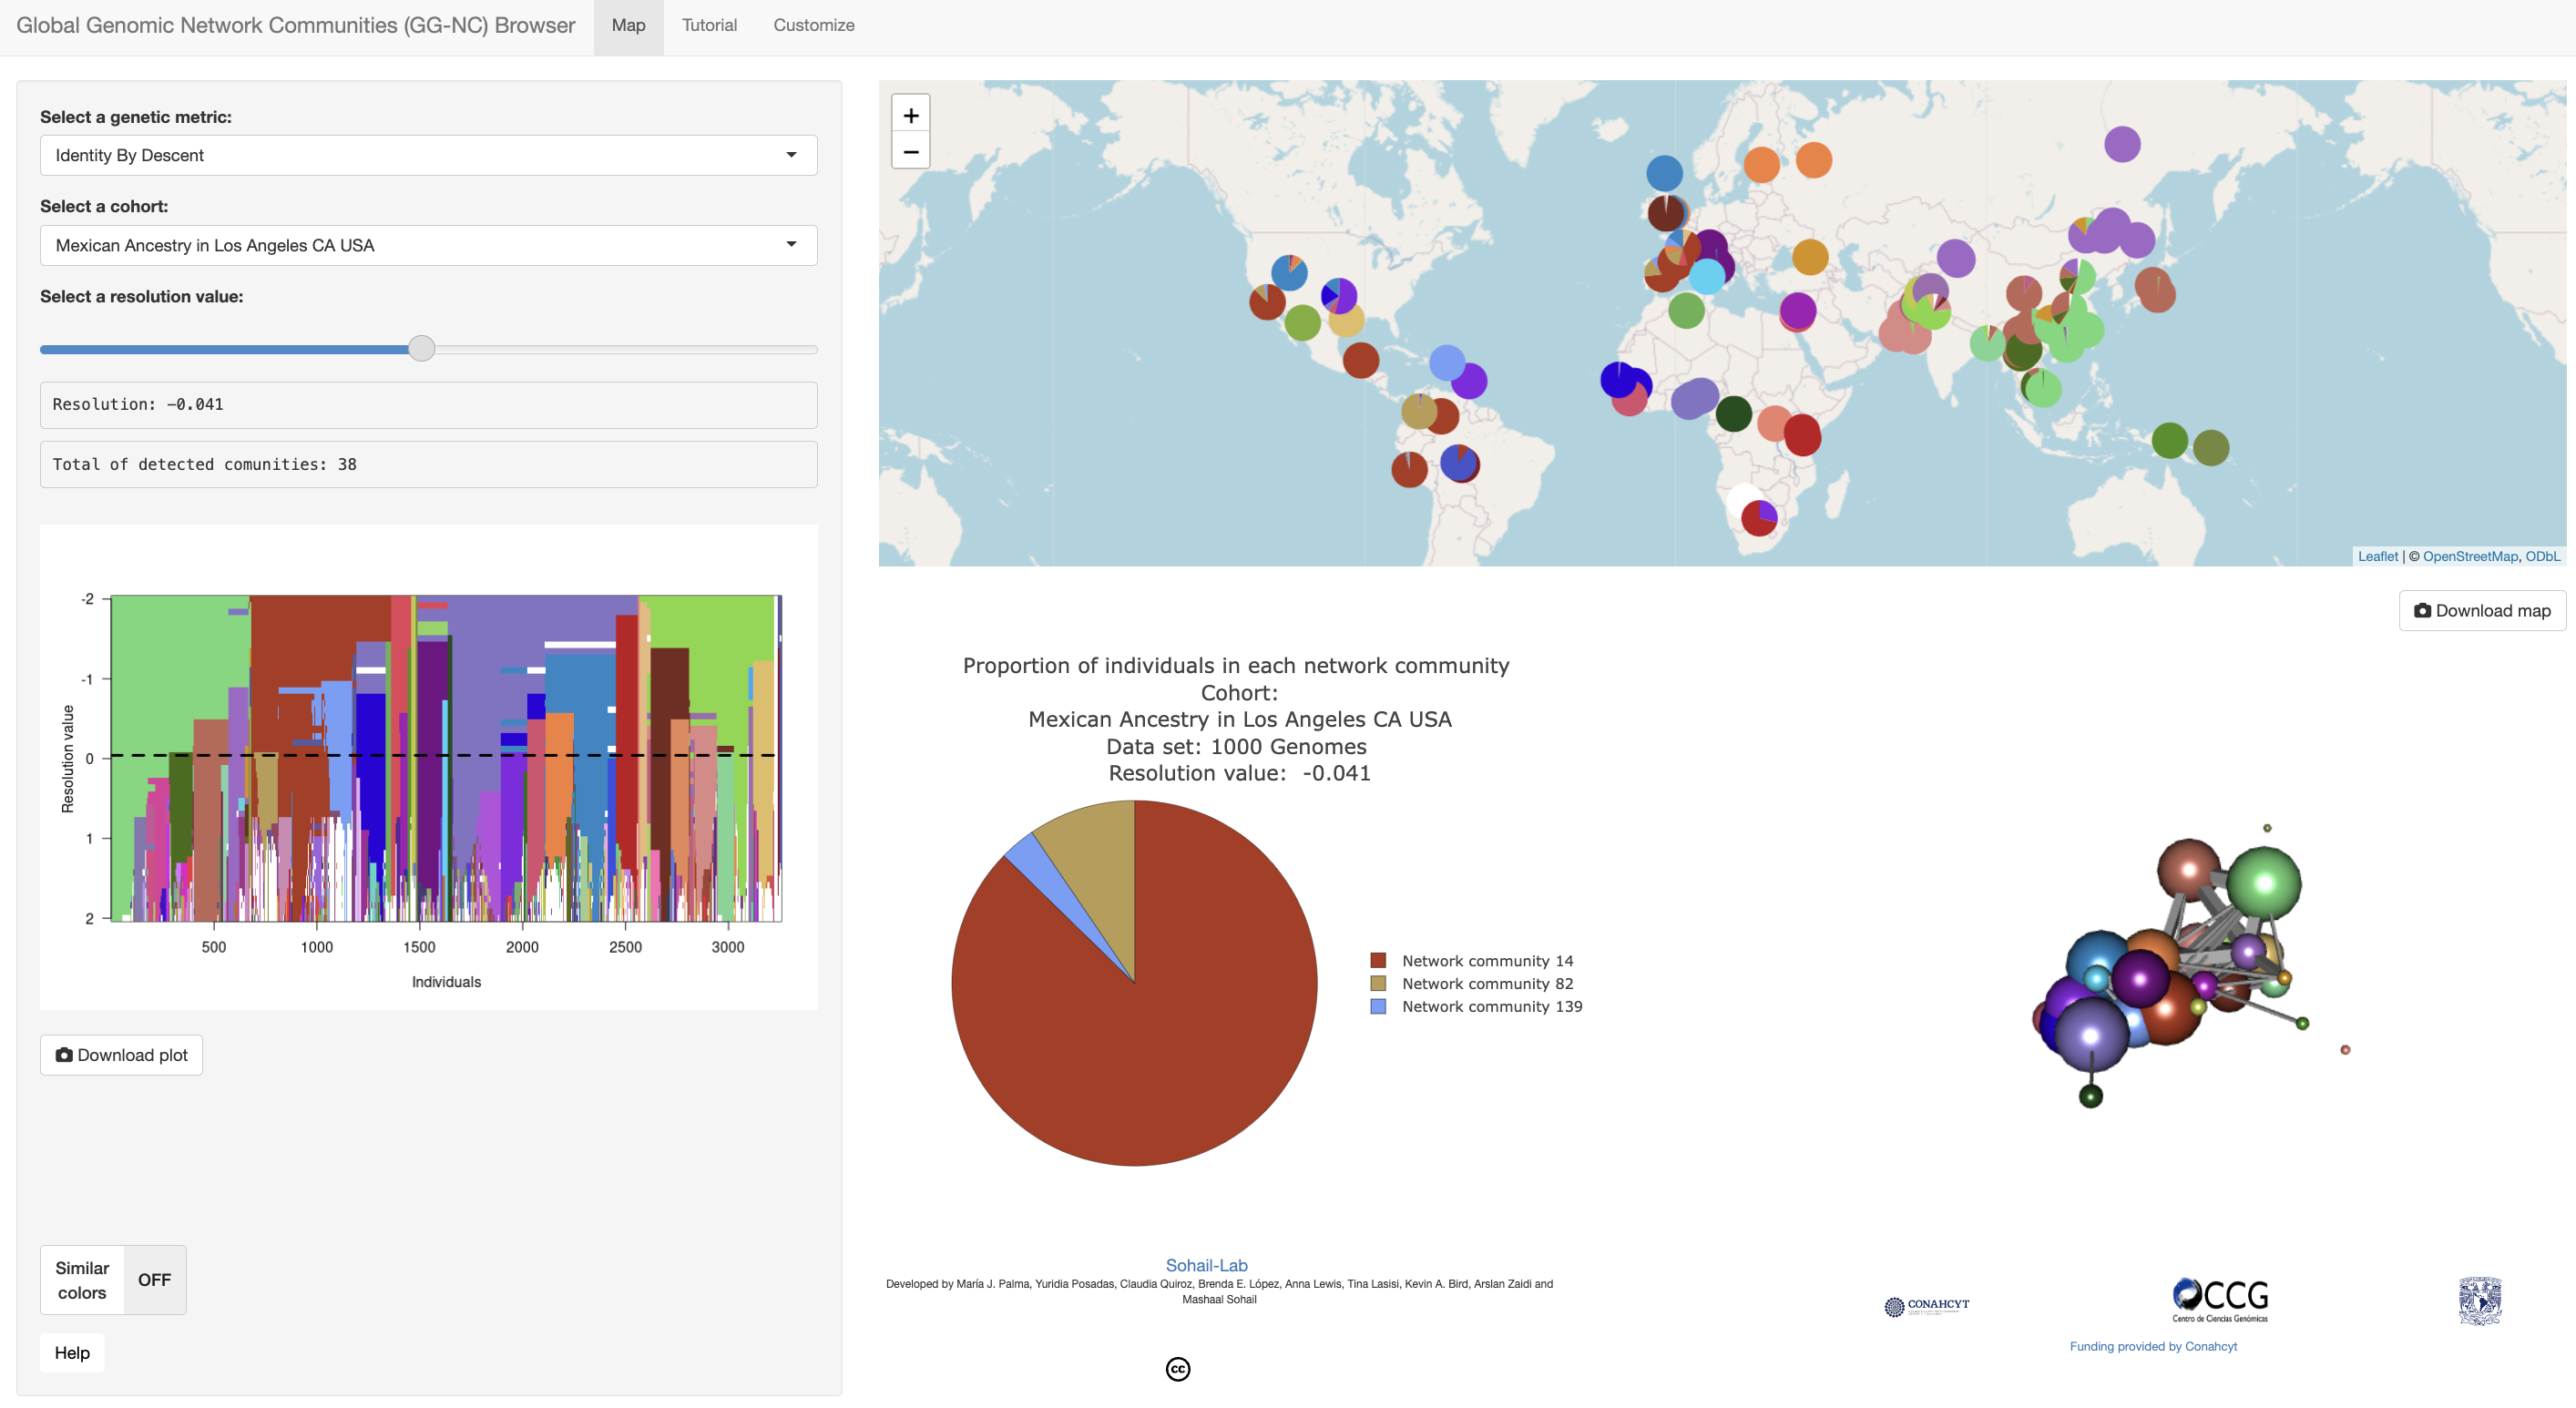 Global Genomic Network Communities (GG-NC) Browser
Map
Tutorial
Customize
Select a genetic metric:
Identity By Descent
Select a cohort:
Mexican Ancestry in Los Angeles CA USA
Select a resolution value:
Resolution: -0.041
Total of detected comunities: 38
-2
-1
0
1
2
Resolution value
500
1000
1500
2000
2500
3000
Individuals
Download plot
Similar
colors
OFF
Help
+
−
Leaflet | © OpenStreetMap, ODbL
Download map
Proportion of individuals in each network community
Cohort:
Mexican Ancestry in Los Angeles CA USA
Data set: 1000 Genomes
Resolution value: -0.041
Network community 14
Network community 82
Network community 139
Sohail-Lab
Developed by María J. Palma, Yuridia Posadas, Claudia Quiroz, Brenda E. López, Anna Lewis, Tina Lasisi, Kevin A. Bird, Arslan Zaidi and
Mashaal Sohail
cc
CONAHCYT
CCG
Centro de Ciencias Genómicas
Funding provided by Conahcyt